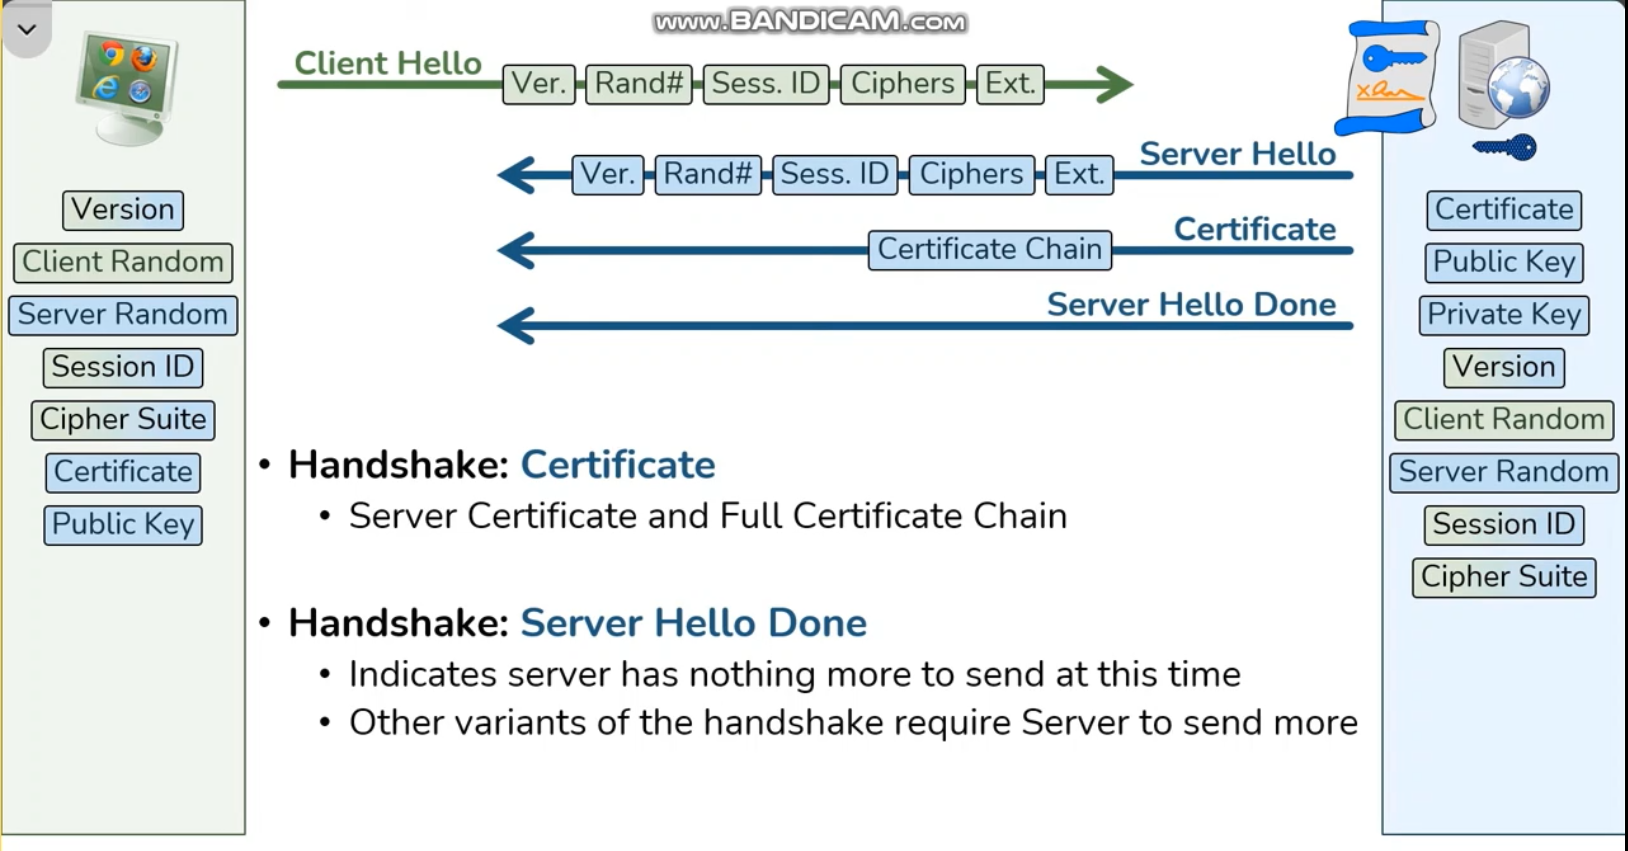 www.BANDICAM.com
Client Hello
Ver. Rand# Sess. ID Ciphers Ext.
Server Hello
Ver. Rand# Sess. ID Ciphers Ext.
Certificate
Certificate Chain
Server Hello Done
Version
Client Random
Server Random
Session ID
Cipher Suite
Certificate
Public Key
• Handshake: Certificate
• Server Certificate and Full Certificate Chain
• Handshake: Server Hello Done
• Indicates server has nothing more to send at this time
• Other variants of the handshake require Server to send more
Certificate
Public Key
Private Key
Version
Client Random
Server Random
Session ID
Cipher Suite